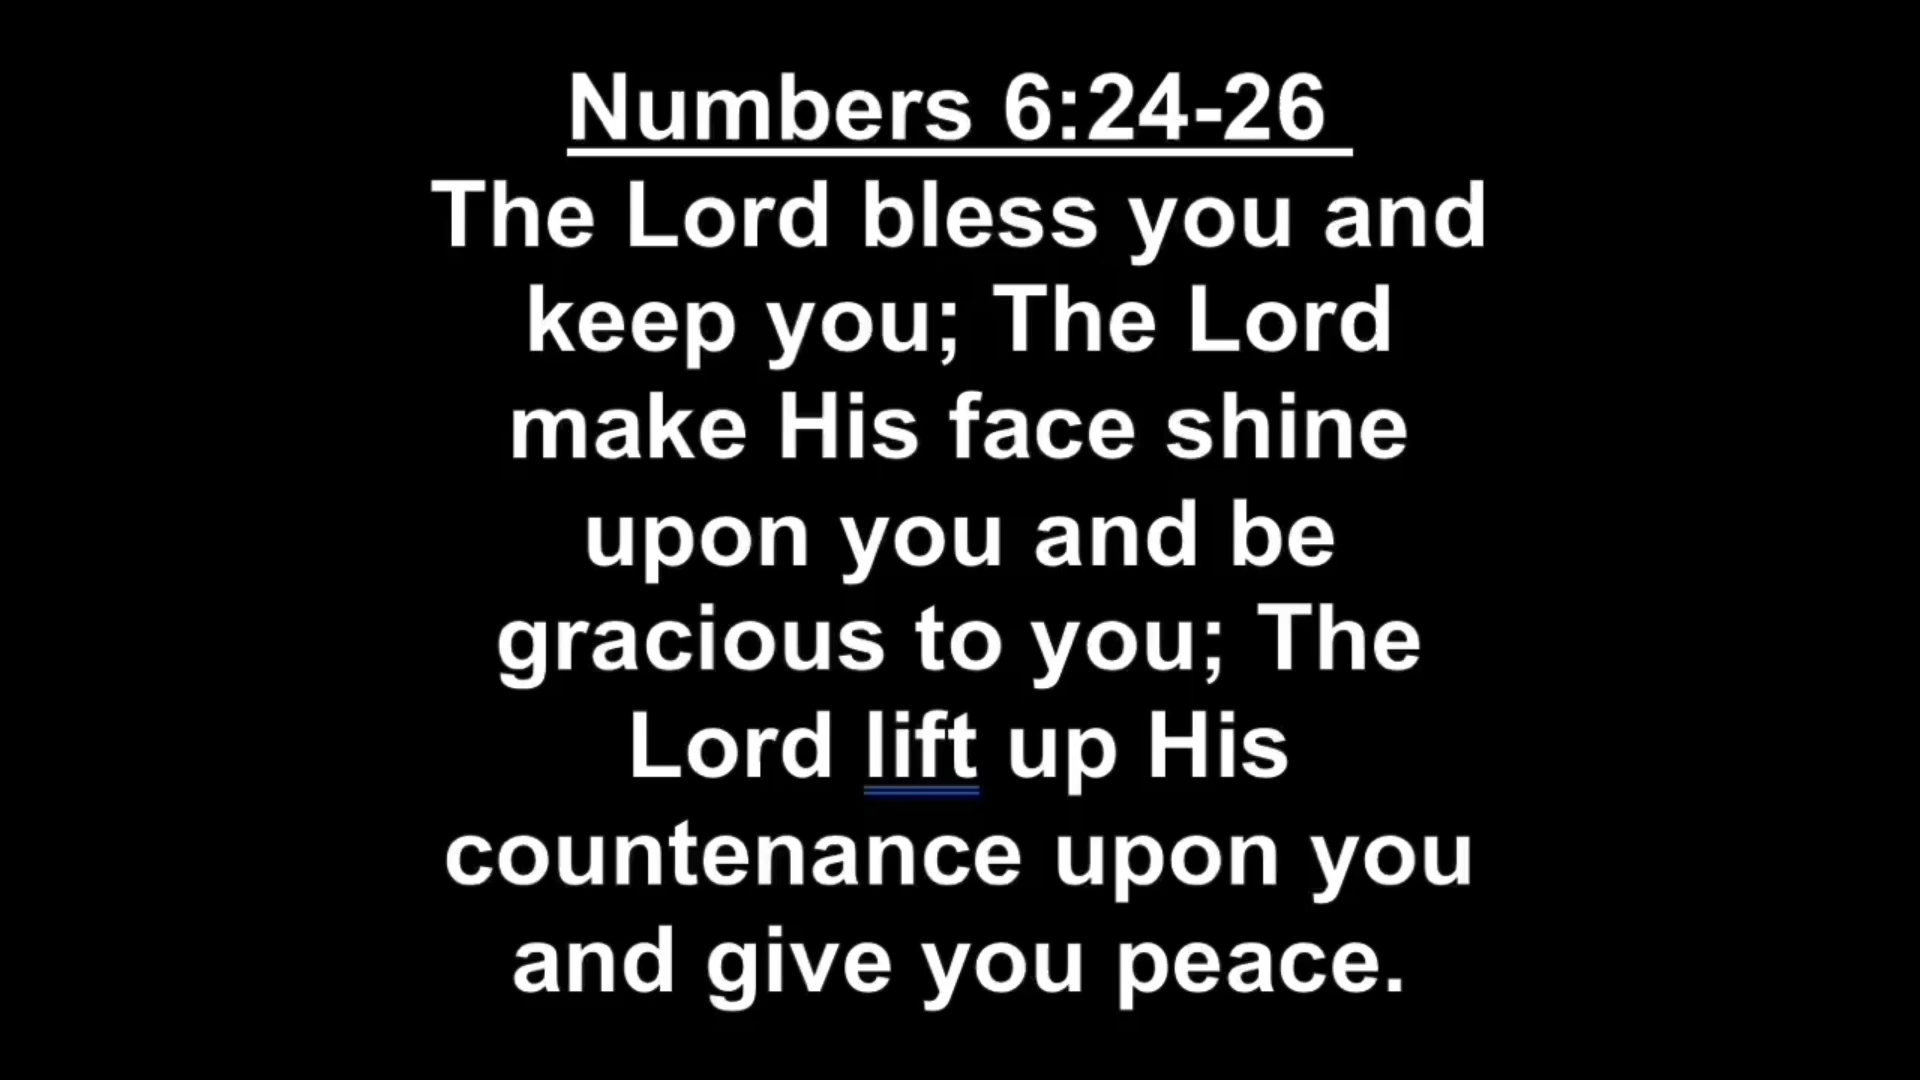 Numbers 6:24-26
The Lord bless you and
keep you; The Lord
make His face shine
upon you and be
gracious to you; The
Lord lift up His
countenance upon you
and give you peace.